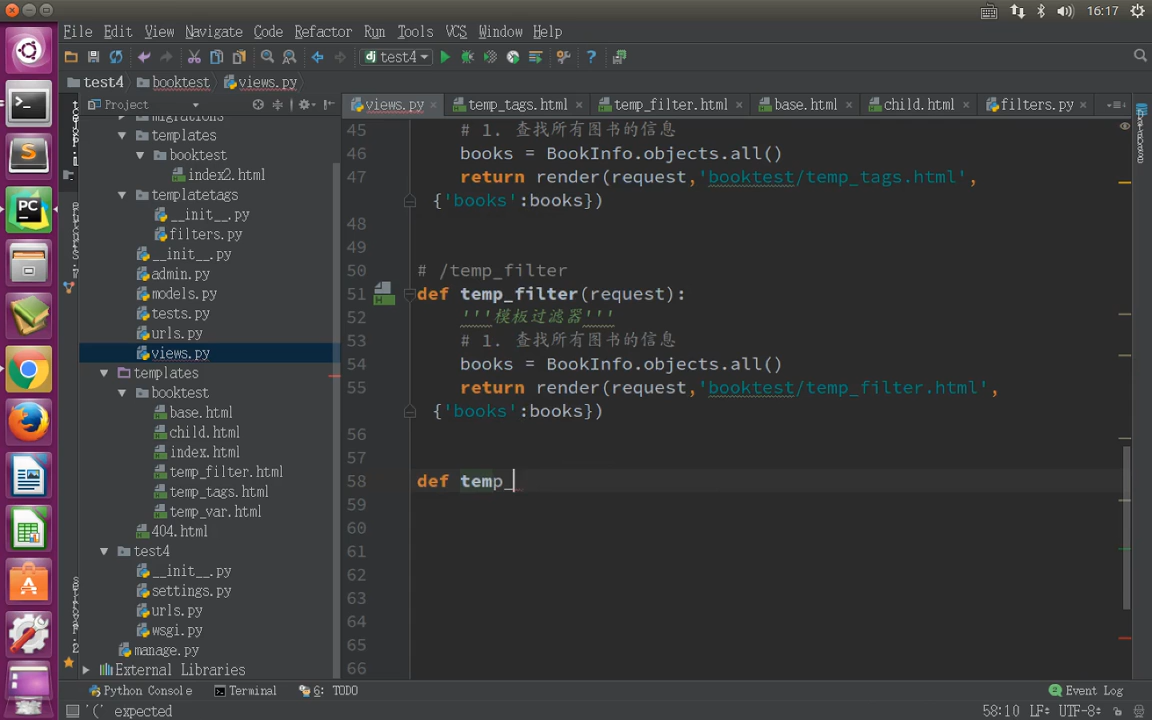 16:17
File Edit View Navigate Code Refactor Run Tools VCS Window Help
dj test4
test4 booktest views.py
Project
views.py temp_tags.html temp_filter.html base.html child.html filters.py
migrations
templates
booktest
index2.html
templatetags
__init__.py
filters.py
__init__.py
admin.py
models.py
tests.py
urls.py
views.py
templates
booktest
base.html
child.html
index.html
temp_filter.html
temp_tags.html
temp_var.html
404.html
test4
__init__.py
settings.py
urls.py
wsgi.py
manage.py
External Libraries
45 # 1. 查找所有图书的信息
46 books = BookInfo.objects.all()
47 return render(request,'booktest/temp_tags.html',
{'books':books})
48
49
50 # /temp_filter
51 def temp_filter(request):
52 '''模板过滤器'''
53 # 1. 查找所有图书的信息
54 books = BookInfo.objects.all()
55 return render(request,'booktest/temp_filter.html',
{'books':books})
56
57
58 def temp_
59
60
61
62
63
64
65
66
Python Console Terminal 6: TODO Event Log
'(' expected 58:10 LF UTF-8